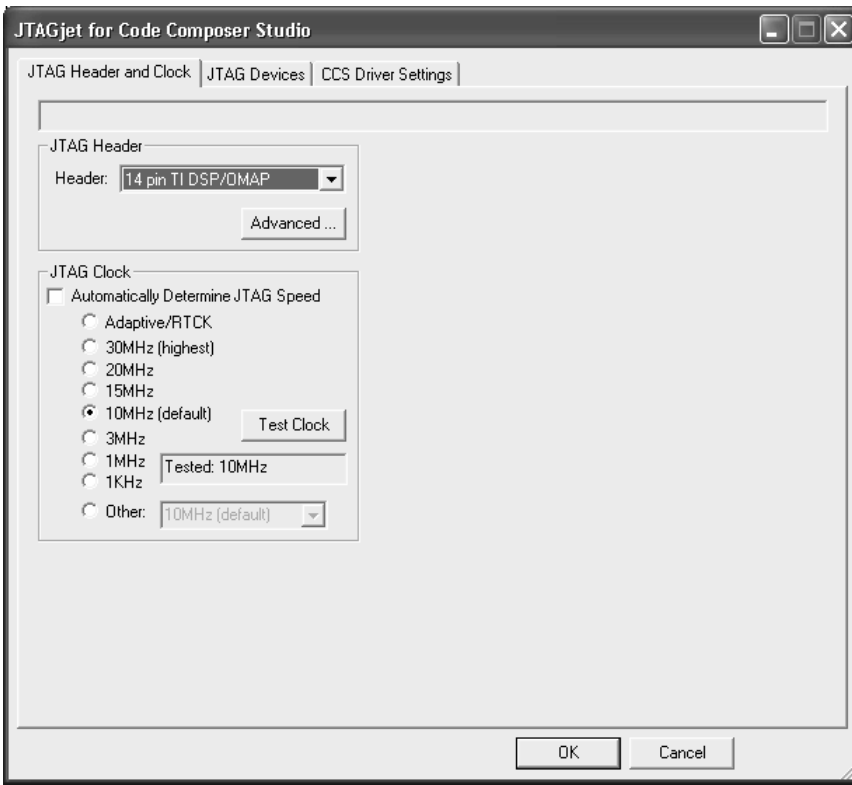 JTAGjet for Code Composer Studio
JTAG Header and Clock
JTAG Devices
CCS Driver Settings
JTAG Header
Header: 14 pin TI DSP/OMAP
Advanced ...
JTAG Clock
Automatically Determine JTAG Speed
Adaptive/RTCK
30MHz (highest)
20MHz
15MHz
10MHz (default)
Test Clock
3MHz
1MHz
Tested: 10MHz
1KHz
Other: 10MHz (default)
OK
Cancel